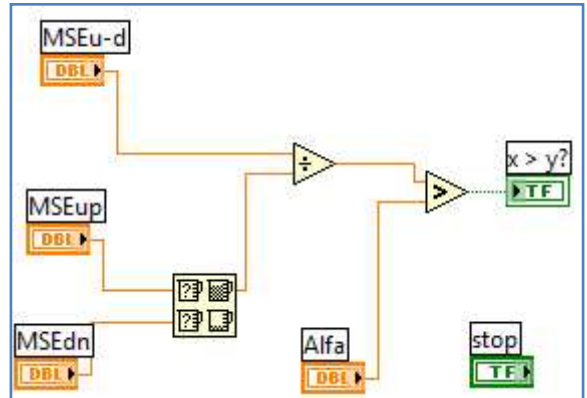 MSEu-d
DBL
÷
x > y?
>
TF
MSEup
DBL
? 
?
MSEdn
DBL
Alfa
DBL
stop
TF